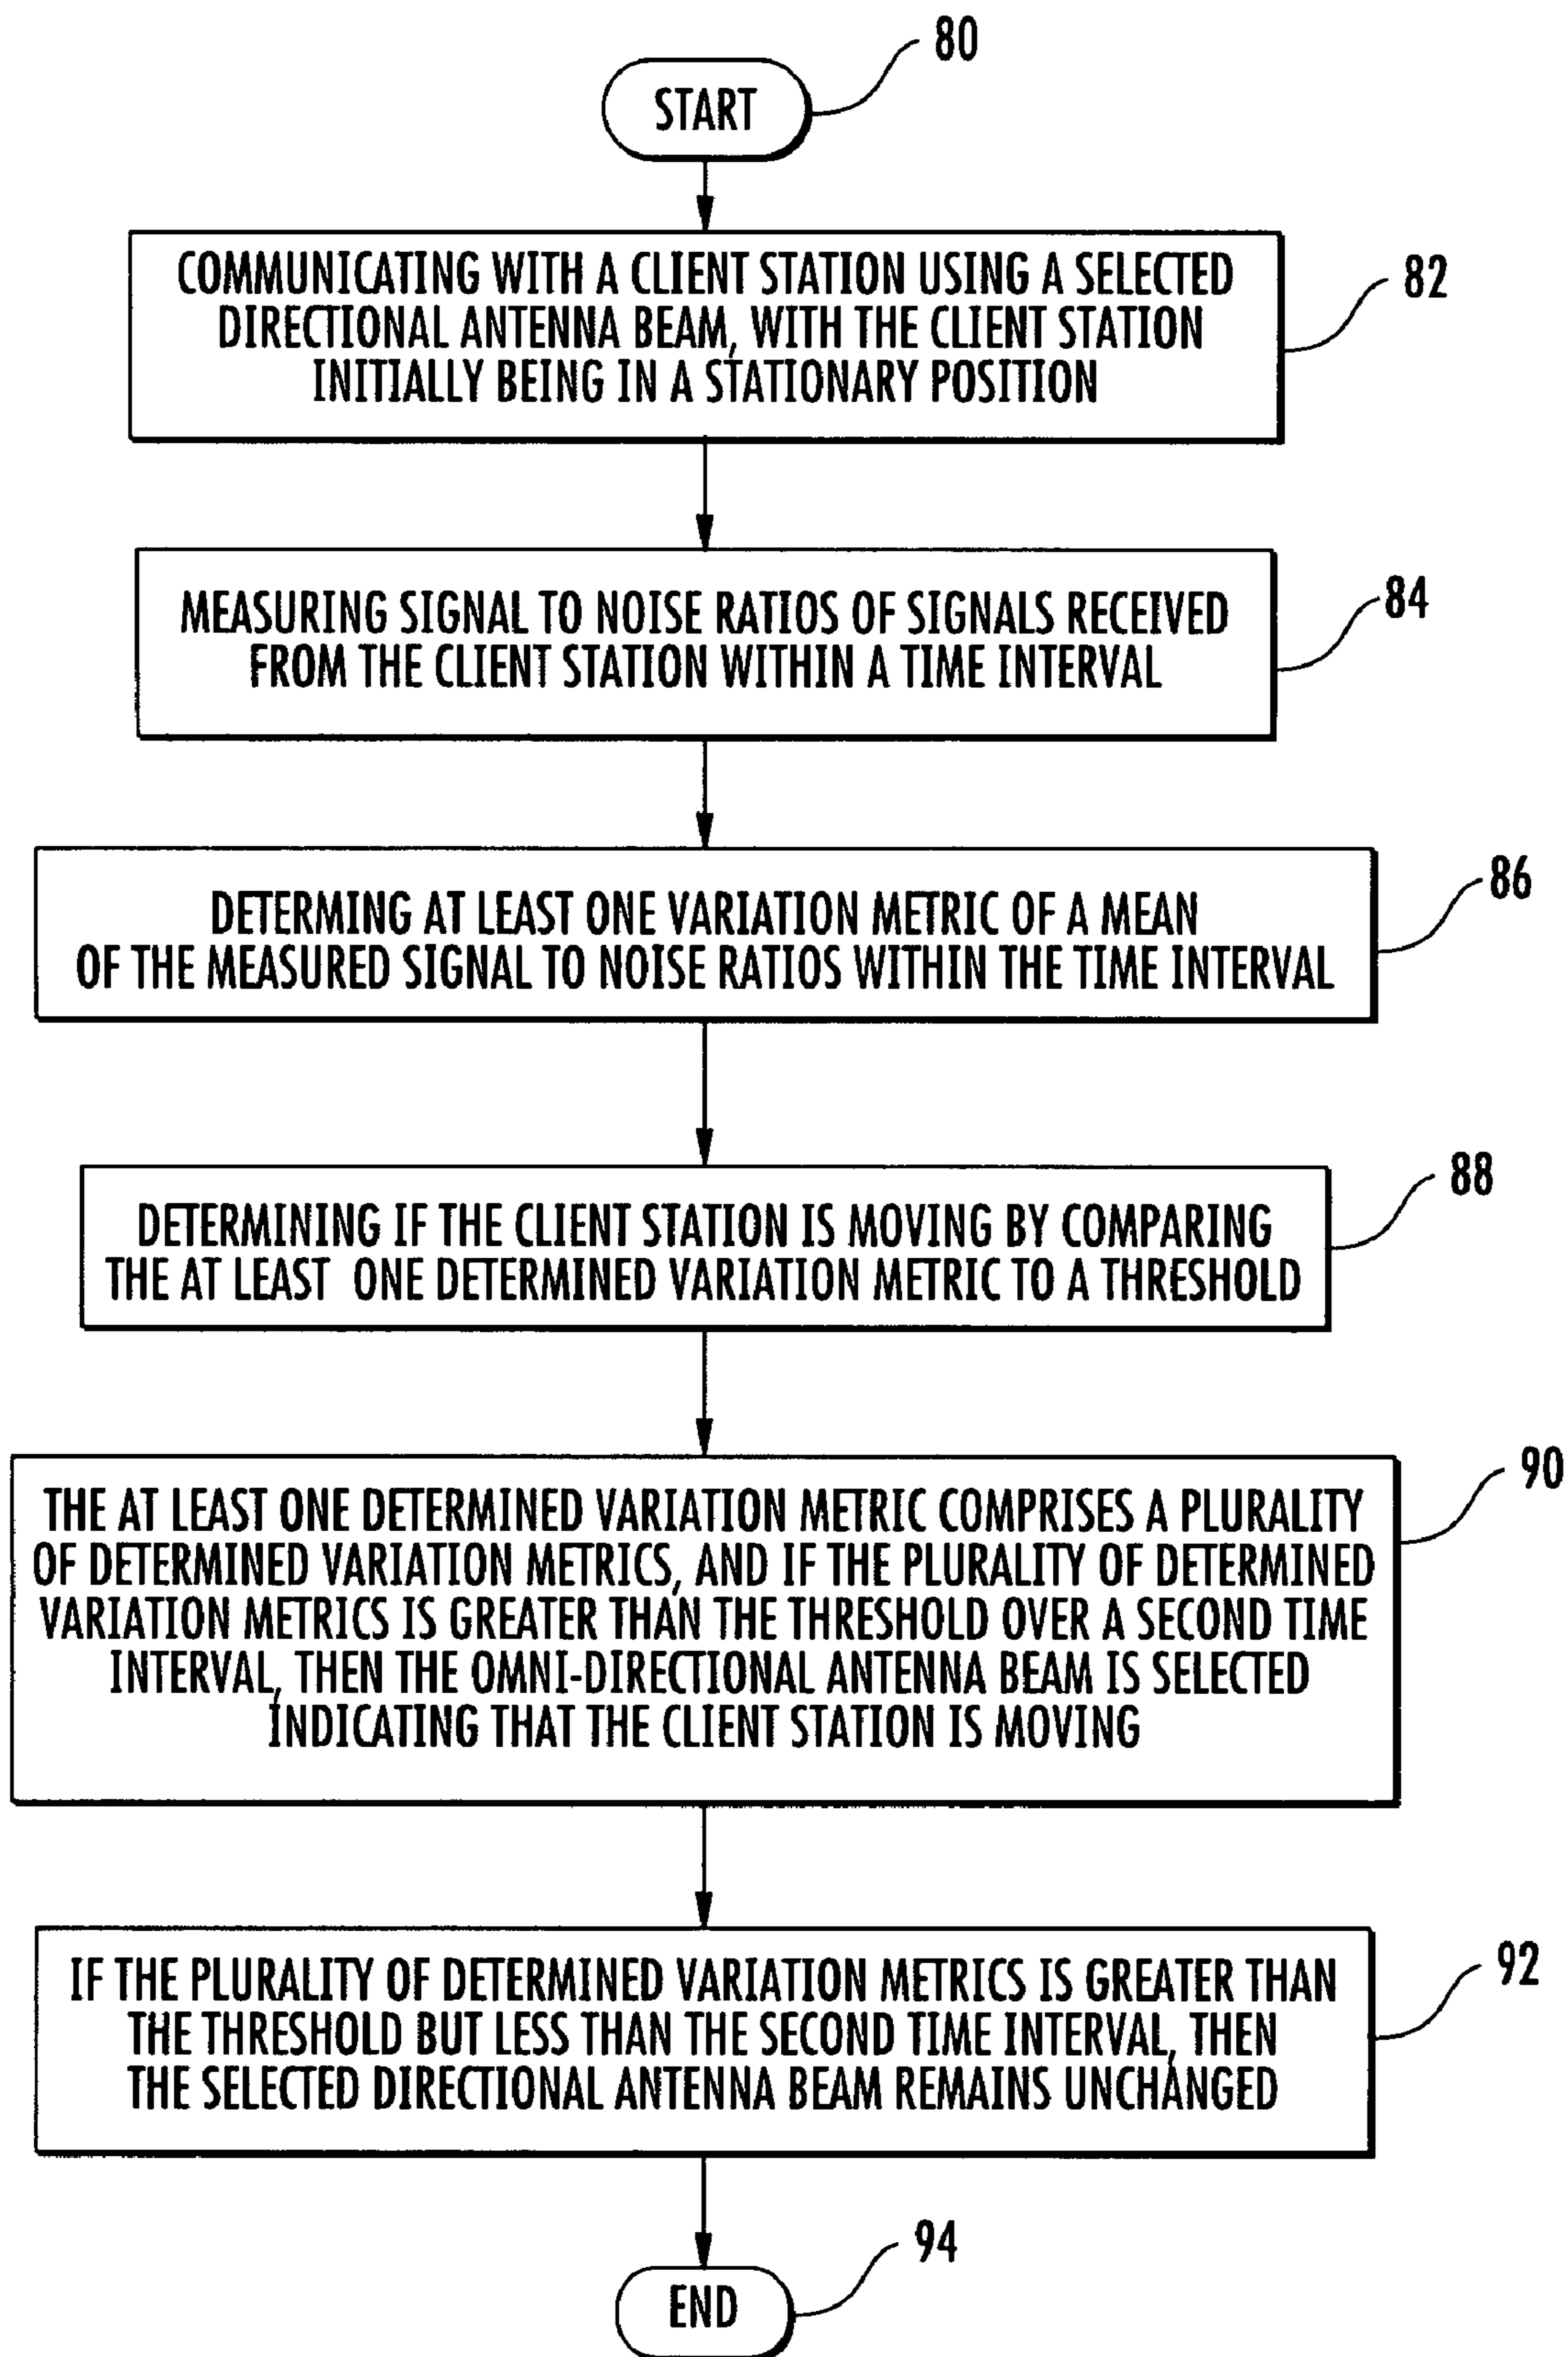 80
START
COMMUNICATING WITH A CLIENT STATION USING A SELECTED
DIRECTIONAL ANTENNA BEAM, WITH THE CLIENT STATION
INITIALLY BEING IN A STATIONARY POSITION
82
MEASURING SIGNAL TO NOISE RATIOS OF SIGNALS RECEIVED
FROM THE CLIENT STATION WITHIN A TIME INTERVAL
84
DETERMING AT LEAST ONE VARIATION METRIC OF A MEAN
OF THE MEASURED SIGNAL TO NOISE RATIOS WITHIN THE TIME INTERVAL
86
DETERMINING IF THE CLIENT STATION IS MOVING BY COMPARING
THE AT LEAST ONE DETERMINED VARIATION METRIC TO A THRESHOLD
88
THE AT LEAST ONE DETERMINED VARIATION METRIC COMPRISES A PLURALITY
OF DETERMINED VARIATION METRICS, AND IF THE PLURALITY OF DETERMINED
VARIATION METRICS IS GREATER THAN THE THRESHOLD OVER A SECOND TIME
INTERVAL, THEN THE OMNI-DIRECTIONAL ANTENNA BEAM IS SELECTED
INDICATING THAT THE CLIENT STATION IS MOVING
90
IF THE PLURALITY OF DETERMINED VARIATION METRICS IS GREATER THAN
THE THRESHOLD BUT LESS THAN THE SECOND TIME INTERVAL, THEN
THE SELECTED DIRECTIONAL ANTENNA BEAM REMAINS UNCHANGED
92
94
END